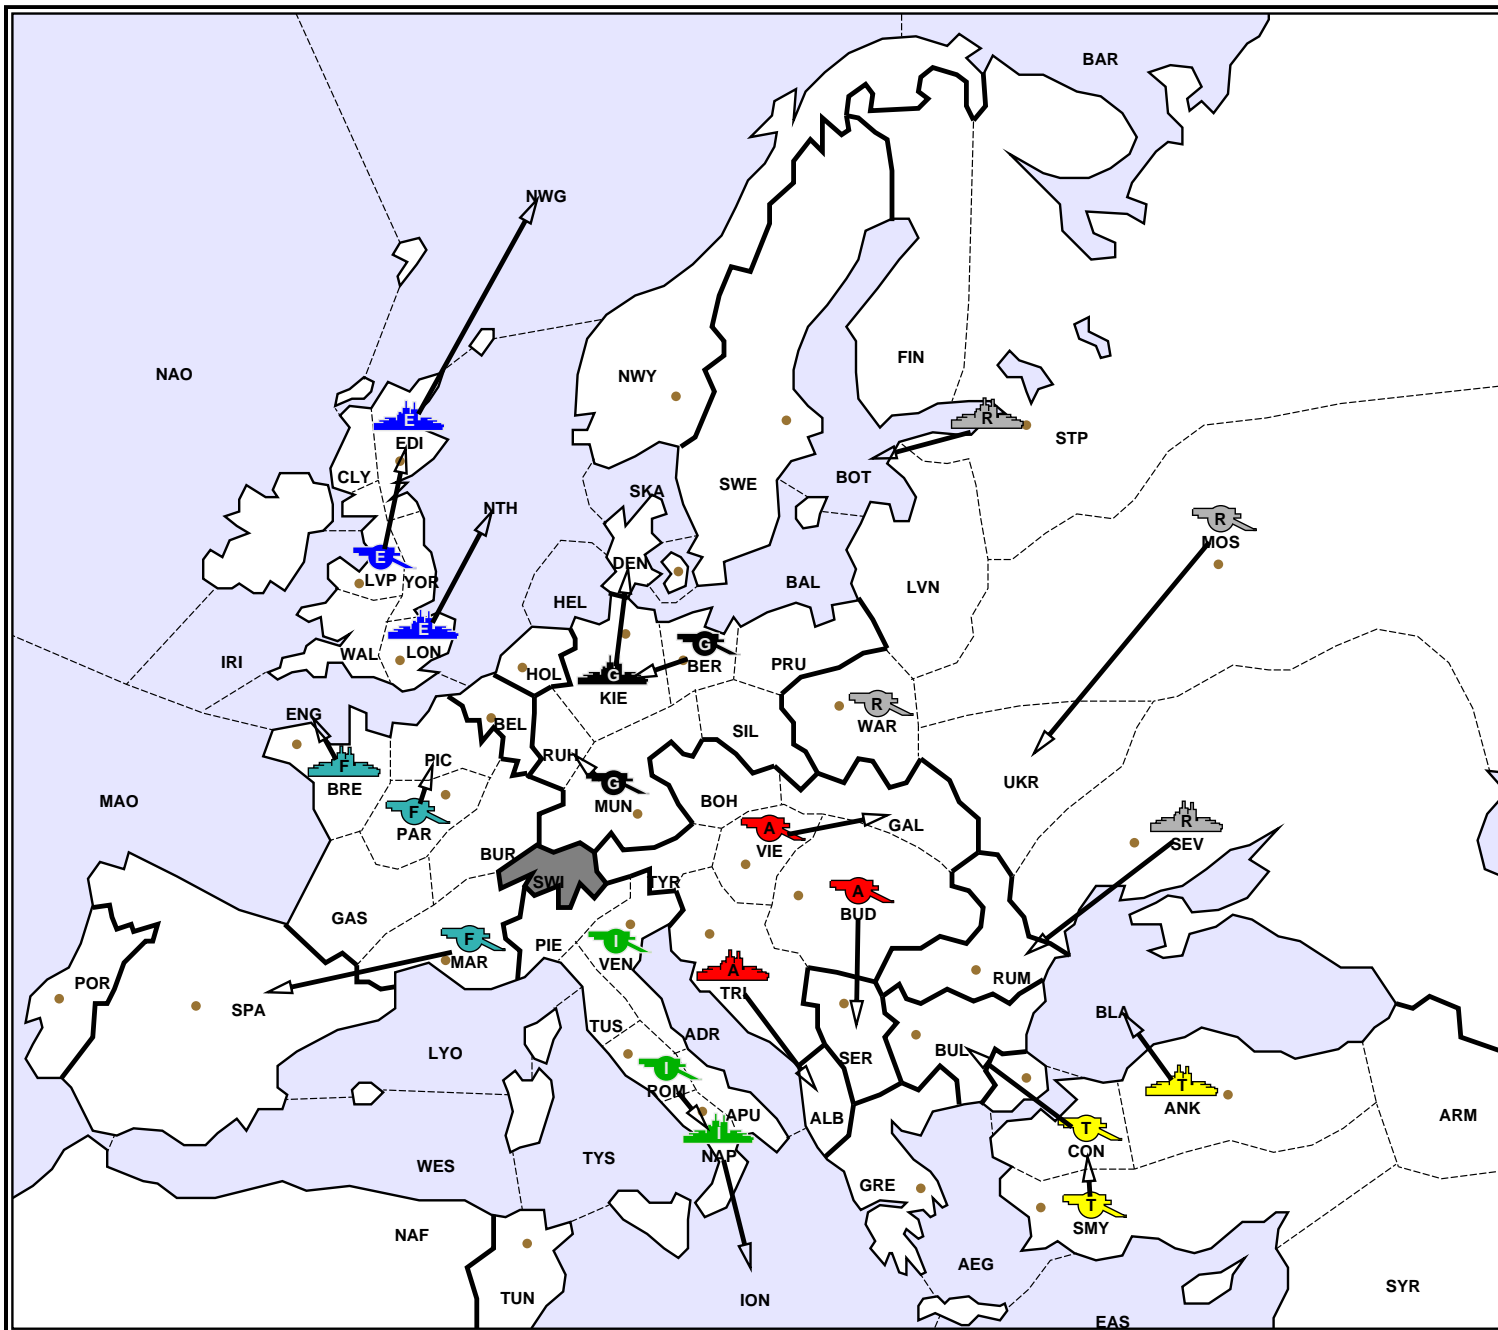 BAR
NWG
NAO
FIN
NWY
R
E
EDI
STP
CLY
BOT
SWE
SKA
NTH
R
MOS
E
LVP
YOR
DEN
BAL
LVN
HEL
E
LON
WAL
IRI
G
BER
PRU
HOL
G
KIE
R
WAR
ENG
BEL
SIL
RUH
PIC
F
BRE
UKR
G
MUN
BOH
MAO
F
PAR
A
VIE
GAL
R
SEV
BUR
SWI
TYR
A
BUD
GAS
F
MAR
PIE
I
VEN
A
TRI
RUM
POR
SPA
BLA
TUS
ADR
LYO
BUL
SER
I
ROM
T
ANK
APU
ALB
ARM
I
NAP
T
CON
WES
TYS
GRE
T
SMY
NAF
AEG
SYR
TUN
ION
EAS